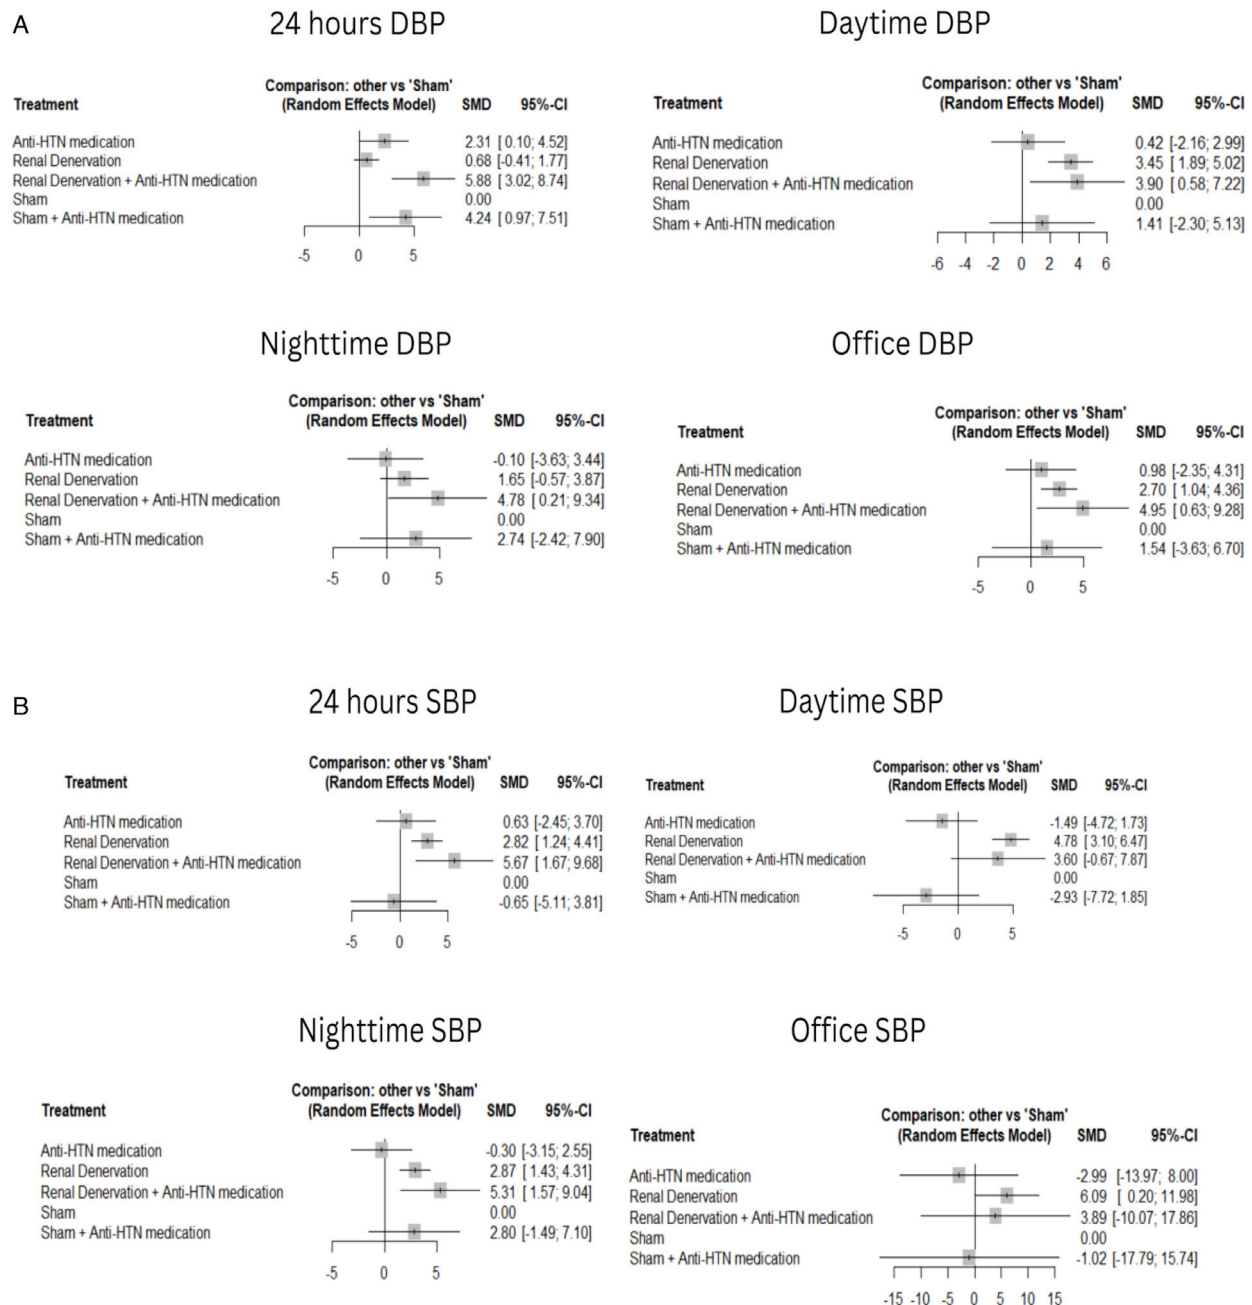 A
24 hours DBP
Comparison: other vs 'Sham'
Treatment (Random Effects Model) SMD 95%-CI
Anti-HTN medication 2.31 [ 0.10; 4.52]
Renal Denervation 0.68 [-0.41; 1.77]
Renal Denervation + Anti-HTN medication 5.88 [ 3.02; 8.74]
Sham 0.00
Sham + Anti-HTN medication 4.24 [ 0.97; 7.51]
-5 0 5
Daytime DBP
Comparison: other vs 'Sham'
Treatment (Random Effects Model) SMD 95%-CI
Anti-HTN medication 0.42 [-2.16; 2.99]
Renal Denervation 3.45 [ 1.89; 5.02]
Renal Denervation + Anti-HTN medication 3.90 [ 0.58; 7.22]
Sham 0.00
Sham + Anti-HTN medication 1.41 [-2.30; 5.13]
-6 -4 -2 0 2 4 6
Nighttime DBP
Comparison: other vs 'Sham'
Treatment (Random Effects Model) SMD 95%-CI
Anti-HTN medication -0.10 [-3.63; 3.44]
Renal Denervation 1.65 [-0.57; 3.87]
Renal Denervation + Anti-HTN medication 4.78 [ 0.21; 9.34]
Sham 0.00
Sham + Anti-HTN medication 2.74 [-2.42; 7.90]
-5 0 5
Office DBP
Comparison: other vs 'Sham'
Treatment (Random Effects Model) SMD 95%-CI
Anti-HTN medication 0.98 [-2.35; 4.31]
Renal Denervation 2.70 [ 1.04; 4.36]
Renal Denervation + Anti-HTN medication 4.95 [ 0.63; 9.28]
Sham 0.00
Sham + Anti-HTN medication 1.54 [-3.63; 6.70]
-5 0 5
B
24 hours SBP
Comparison: other vs 'Sham'
Treatment (Random Effects Model) SMD 95%-CI
Anti-HTN medication 0.63 [-2.45; 3.70]
Renal Denervation 2.82 [ 1.24; 4.41]
Renal Denervation + Anti-HTN medication 5.67 [ 1.67; 9.68]
Sham 0.00
Sham + Anti-HTN medication -0.65 [-5.11; 3.81]
-5 0 5
Daytime SBP
Comparison: other vs 'Sham'
Treatment (Random Effects Model) SMD 95%-CI
Anti-HTN medication -1.49 [-4.72; 1.73]
Renal Denervation 4.78 [ 3.10; 6.47]
Renal Denervation + Anti-HTN medication 3.60 [-0.67; 7.87]
Sham 0.00
Sham + Anti-HTN medication -2.93 [-7.72; 1.85]
-5 0 5
Nighttime SBP
Comparison: other vs 'Sham'
Treatment (Random Effects Model) SMD 95%-CI
Anti-HTN medication -0.30 [-3.15; 2.55]
Renal Denervation 2.87 [ 1.43; 4.31]
Renal Denervation + Anti-HTN medication 5.31 [ 1.57; 9.04]
Sham 0.00
Sham + Anti-HTN medication 2.80 [-1.49; 7.10]
-5 0 5
Office SBP
Comparison: other vs 'Sham'
Treatment (Random Effects Model) SMD 95%-CI
Anti-HTN medication -2.99 [-13.97; 8.00]
Renal Denervation 6.09 [ 0.20; 11.98]
Renal Denervation + Anti-HTN medication 3.89 [-10.07; 17.86]
Sham 0.00
Sham + Anti-HTN medication -1.02 [-17.79; 15.74]
-15 -10 -5 0 5 10 15